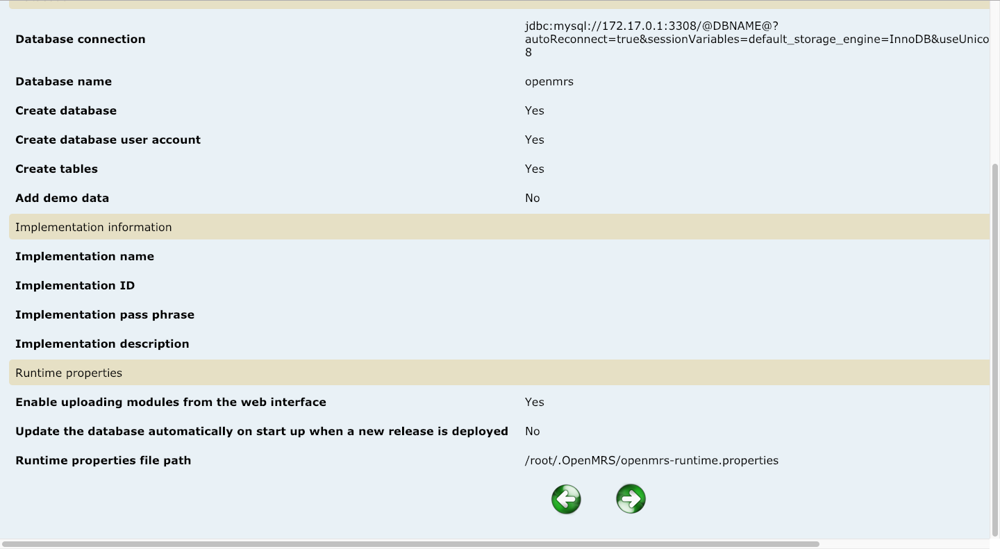 jdbc:mysql://172.17.0.1:3308/@DBNAME@?
Database connection autoReconnect=true&sessionVariables=default_storage_engine=InnoDB&useUnico
8
Database name openmrs
Create database Yes
Create database user account Yes
Create tables Yes
Add demo data No
Implementation information
Implementation name
Implementation ID
Implementation pass phrase
Implementation description
Runtime properties
Enable uploading modules from the web interface Yes
Update the database automatically on start up when a new release is deployed No
Runtime properties file path /root/.OpenMRS/openmrs-runtime.properties